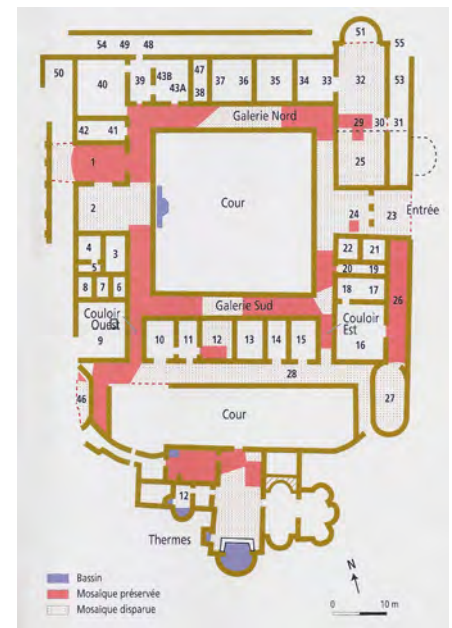 51
54 49 48 55
50 40 39 43B 43A 47 38 37 36 35 34 33 32 53
42 41 Galerie Nord 29 30 31
1 25
2 Cour 24 23 Entrée
4 3 22 21
5 20 19
8 7 6 Galerie Sud 18 17 26
Couloir Ouest Couloir Est
9 10 11 12 13 14 15 16
28
46 Cour 27
12
Thermes
N
Bassin
Mosaïque préservée
Mosaïque disparue
0 10 m